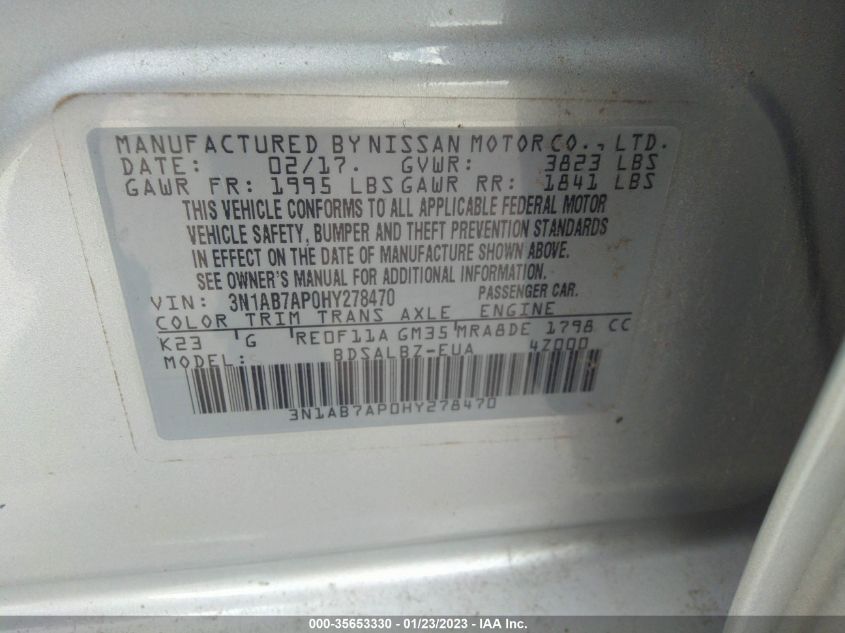 MANUFACTURED BY NISSAN MOTOR CO., LTD.
DATE: 02/17. GVWR: 3823 LBS
GAWR FR: 1995 LBS GAWR RR: 1841 LBS
THIS VEHICLE CONFORMS TO ALL APPLICABLE FEDERAL MOTOR
VEHICLE SAFETY, BUMPER AND THEFT PREVENTION STANDARDS
IN EFFECT ON THE DATE OF MANUFACTURE SHOWN ABOVE.
SEE OWNER'S MANUAL FOR ADDITIONAL INFORMATION.
VIN: 3N1AB7AP0HY278470 PASSENGER CAR.
COLOR TRIM TRANS AXLE ENGINE
K23 G RE0F11A GM35 MRA8DE 1798 CC
MODEL: BDSALBZ-EUA 4Z000
3N1AB7AP0HY278470
000-35653330 - 01/23/2023 - IAA Inc.